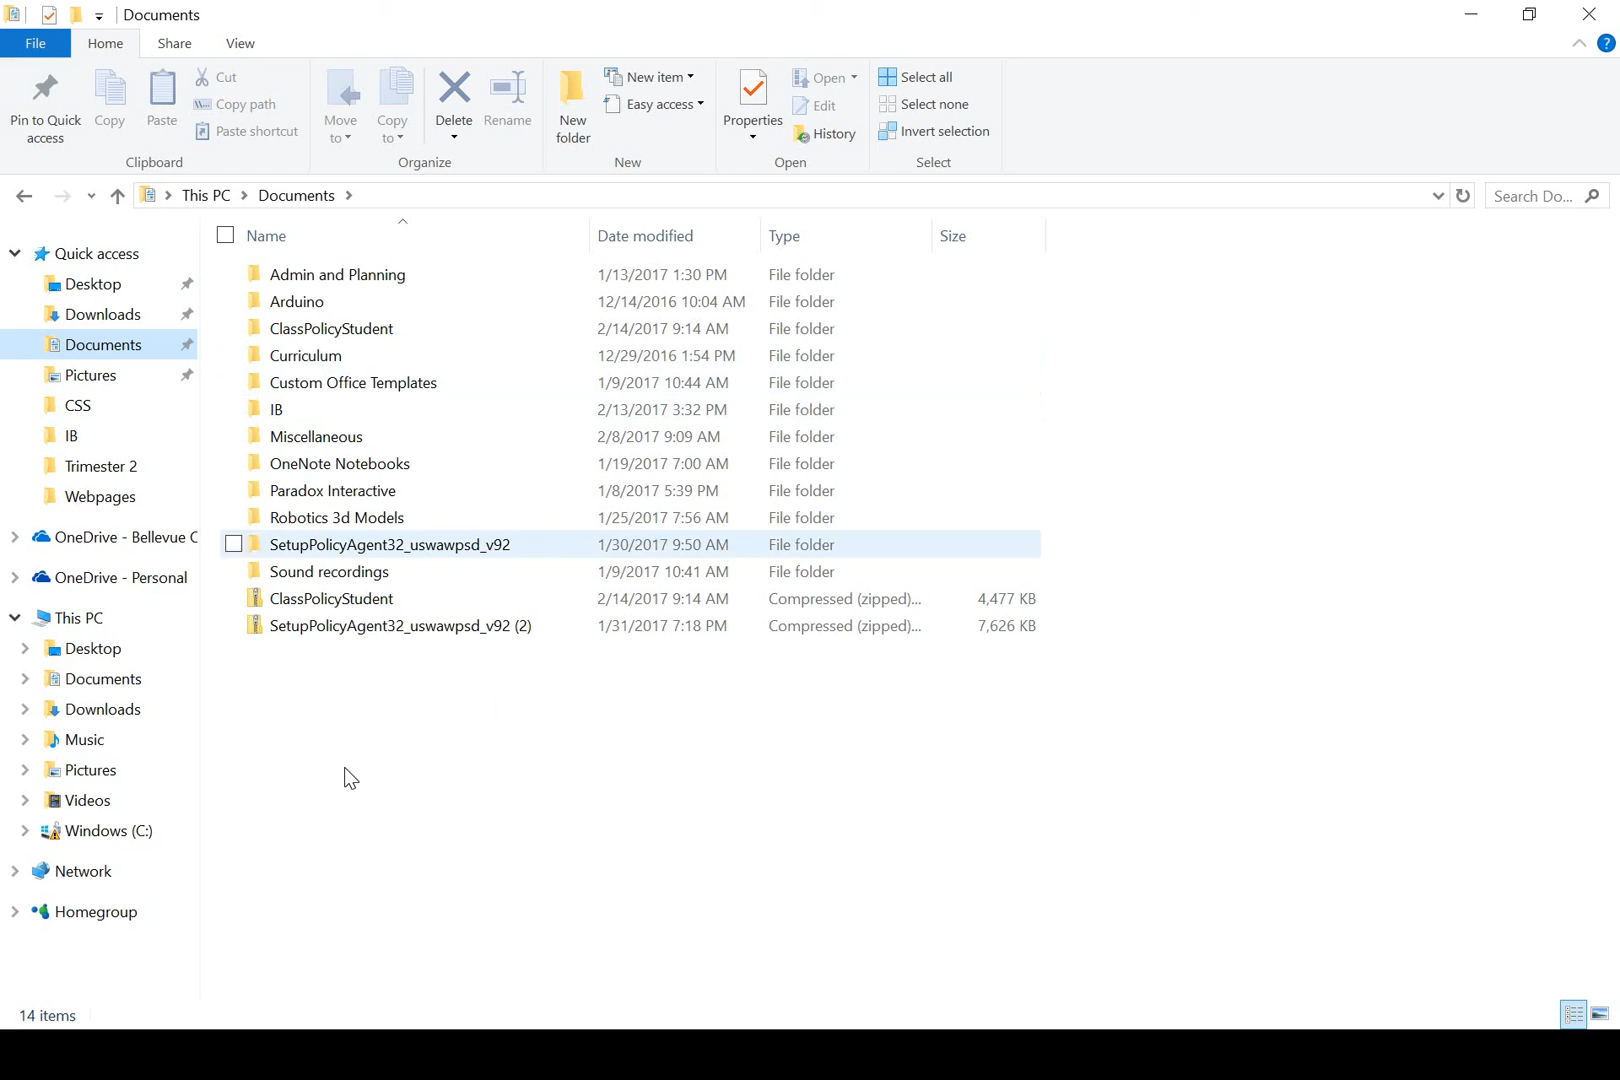 Documents
File Home Share View
Pin to Quick access
Copy
Paste
Cut
Copy path
Paste shortcut
Clipboard
Move to
Copy to
Delete
Rename
Organize
New folder
New item
Easy access
New
Properties
Open
Edit
History
Open
Select all
Select none
Invert selection
Select
This PC Documents
Search Do...
Name Date modified Type Size
Quick access
Desktop
Downloads
Documents
Pictures
CSS
IB
Trimester 2
Webpages
OneDrive - Bellevue C
OneDrive - Personal
This PC
Desktop
Documents
Downloads
Music
Pictures
Videos
Windows (C:)
Network
Homegroup
Admin and Planning 1/13/2017 1:30 PM File folder
Arduino 12/14/2016 10:04 AM File folder
ClassPolicyStudent 2/14/2017 9:14 AM File folder
Curriculum 12/29/2016 1:54 PM File folder
Custom Office Templates 1/9/2017 10:44 AM File folder
IB 2/13/2017 3:32 PM File folder
Miscellaneous 2/8/2017 9:09 AM File folder
OneNote Notebooks 1/19/2017 7:00 AM File folder
Paradox Interactive 1/8/2017 5:39 PM File folder
Robotics 3d Models 1/25/2017 7:56 AM File folder
SetupPolicyAgent32_uswawpsd_v92 1/30/2017 9:50 AM File folder
Sound recordings 1/9/2017 10:41 AM File folder
ClassPolicyStudent 2/14/2017 9:14 AM Compressed (zipped)... 4,477 KB
SetupPolicyAgent32_uswawpsd_v92 (2) 1/31/2017 7:18 PM Compressed (zipped)... 7,626 KB
14 items